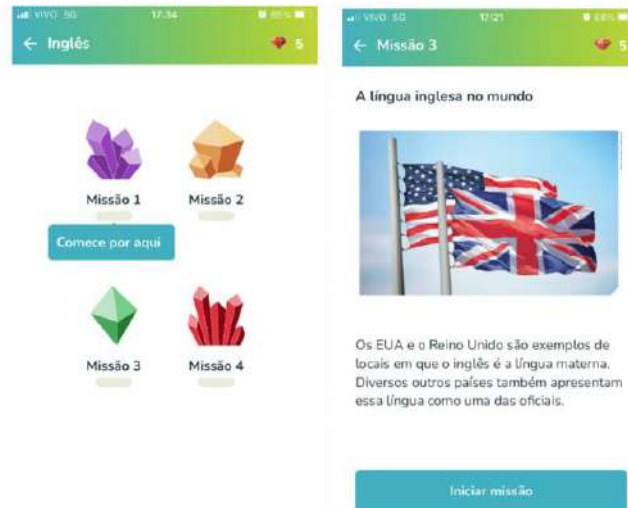 VIVO 5G 17:34 65%
← Inglês 5
Missão 1 Missão 2
Comece por aqui
Missão 3 Missão 4
VIVO 5G 17:21 68%
← Missão 3 5
A língua inglesa no mundo
Os EUA e o Reino Unido são exemplos de
locais em que o inglês é a língua materna.
Diversos outros países também apresentam
essa língua como uma das oficiais.
Iniciar missão